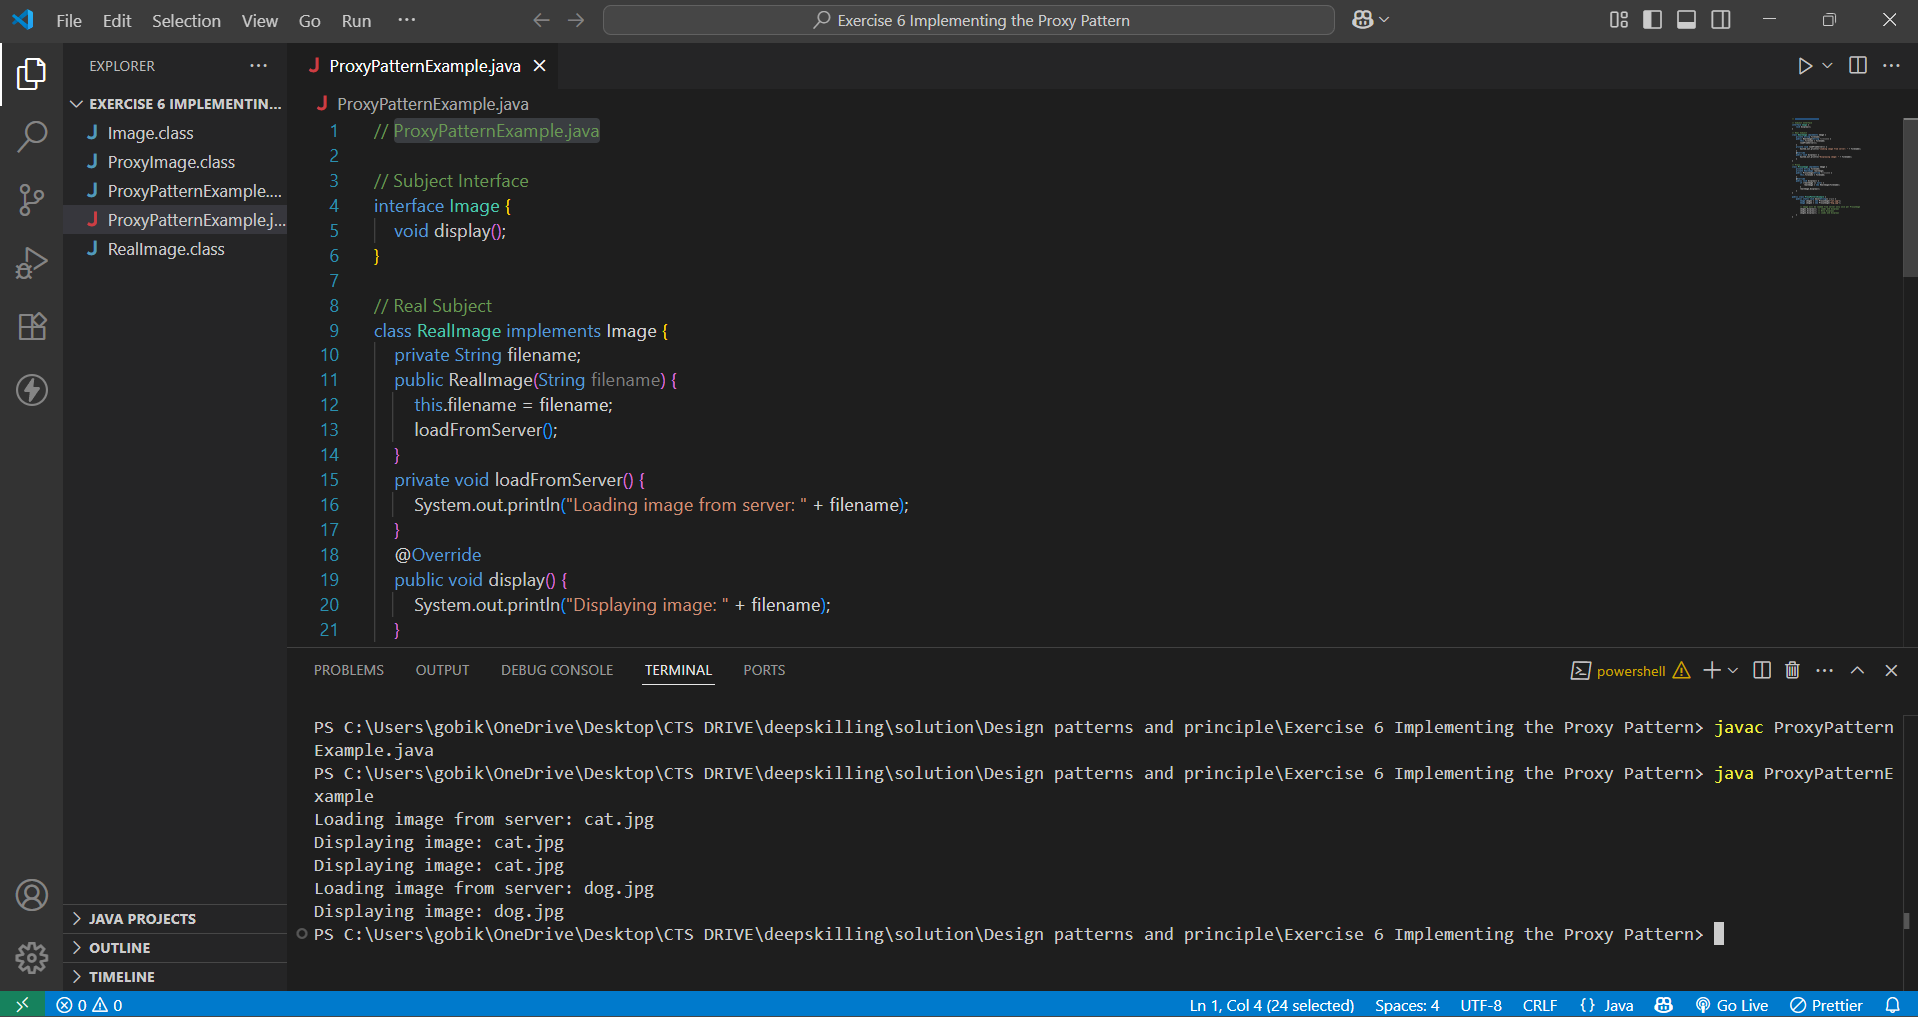 File Edit Selection View Go Run ···
Exercise 6 Implementing the Proxy Pattern
EXPLORER ···
EXERCISE 6 IMPLEMENTIN...
J Image.class
J ProxyImage.class
J ProxyPatternExample....
J ProxyPatternExample.j...
J RealImage.class
JAVA PROJECTS
OUTLINE
TIMELINE
J ProxyPatternExample.java
J ProxyPatternExample.java
1 // ProxyPatternExample.java
2
3 // Subject Interface
4 interface Image {
5 void display();
6 }
7
8 // Real Subject
9 class RealImage implements Image {
10 private String filename;
11 public RealImage(String filename) {
12 this.filename = filename;
13 loadFromServer();
14 }
15 private void loadFromServer() {
16 System.out.println("Loading image from server: " + filename);
17 }
18 @Override
19 public void display() {
20 System.out.println("Displaying image: " + filename);
21 }
PROBLEMS OUTPUT DEBUG CONSOLE TERMINAL PORTS
powershell
PS C:\Users\gobik\OneDrive\Desktop\CTS DRIVE\deepskilling\solution\Design patterns and principle\Exercise 6 Implementing the Proxy Pattern> javac ProxyPattern
Example.java
PS C:\Users\gobik\OneDrive\Desktop\CTS DRIVE\deepskilling\solution\Design patterns and principle\Exercise 6 Implementing the Proxy Pattern> java ProxyPatternE
xample
Loading image from server: cat.jpg
Displaying image: cat.jpg
Displaying image: cat.jpg
Loading image from server: dog.jpg
Displaying image: dog.jpg
PS C:\Users\gobik\OneDrive\Desktop\CTS DRIVE\deepskilling\solution\Design patterns and principle\Exercise 6 Implementing the Proxy Pattern>
0 0 Ln 1, Col 4 (24 selected) Spaces: 4 UTF-8 CRLF {} Java Go Live Prettier